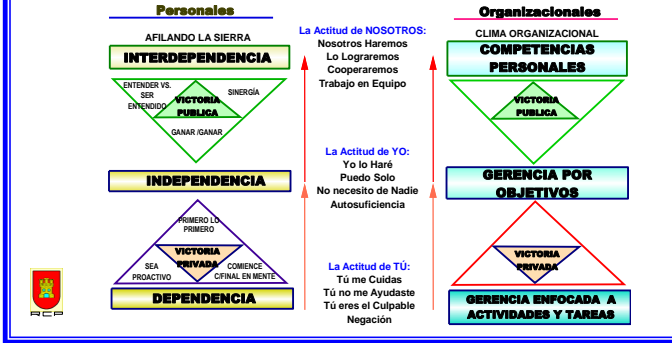 Personales
AFILANDO LA SIERRA
INTERDEPENDENCIA
ENTENDER VS.
SER
ENTENDIDO
VICTORIA
PUBLICA
SINERGÍA
GANAR /GANAR
INDEPENDENCIA
PRIMERO LO
PRIMERO
VICTORIA
PRIVADA
SEA
PROACTIVO
COMIENCE
C/FINAL EN MENTE
DEPENDENCIA
La Actitud de NOSOTROS:
Nosotros Haremos
Lo Lograremos
Cooperaremos
Trabajo en Equipo
La Actitud de YO:
Yo lo Haré
Puedo Solo
No necesito de Nadie
Autosuficiencia
La Actitud de TÚ:
Tú me Cuidas
Tú no me Ayudaste
Tú eres el Culpable
Negación
Organizacionales
CLIMA ORGANIZACIONAL
COMPETENCIAS
PERSONALES
VICTORIA
PUBLICA
GERENCIA POR
OBJETIVOS
VICTORIA
PRIVADA
GERENCIA ENFOCADA A
ACTIVIDADES Y TAREAS
RCP